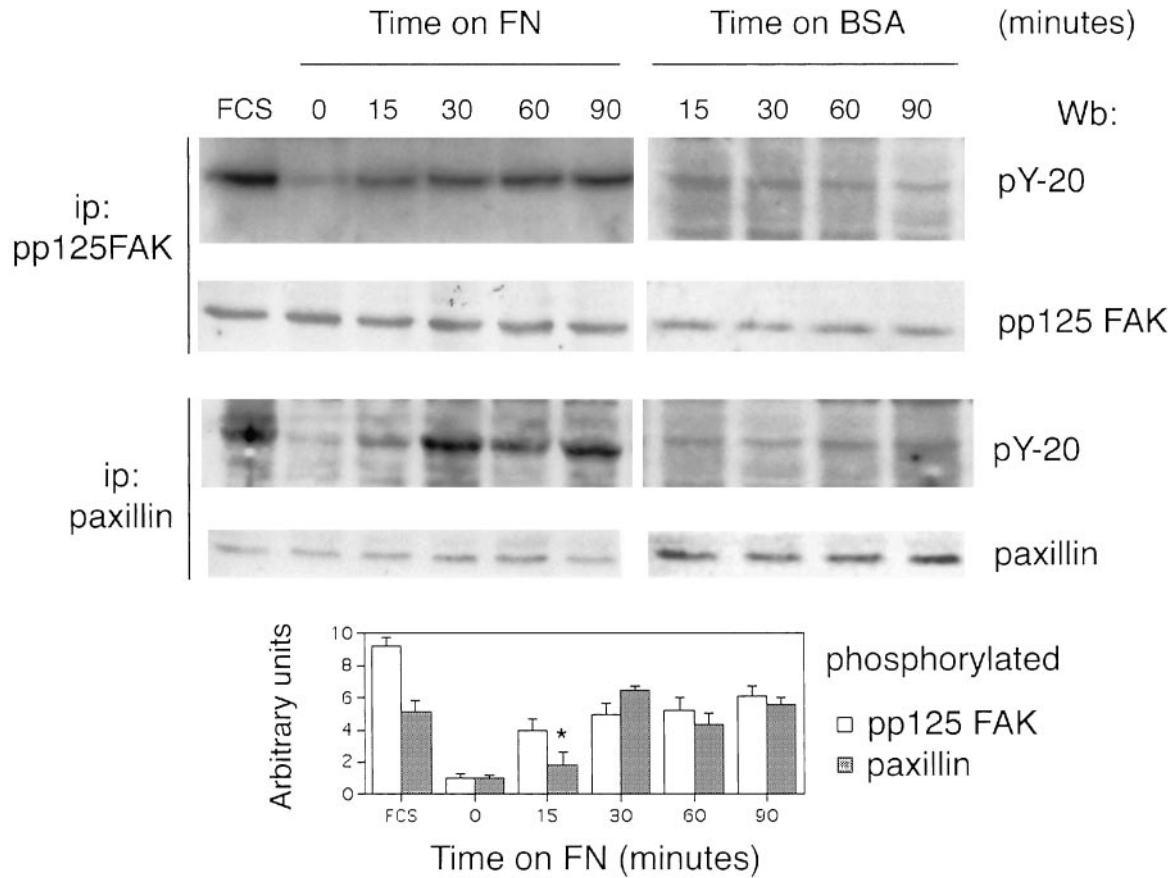 Time on FN Time on BSA (minutes)
FCS 0 15 30 60 90 15 30 60 90 Wb:
ip:
pp125FAK
pY-20
pp125 FAK
ip:
paxillin
pY-20
paxillin
Arbitrary units
10
8
6
4
2
0
*
FCS 0 15 30 60 90
Time on FN (minutes)
phosphorylated
pp125 FAK
paxillin